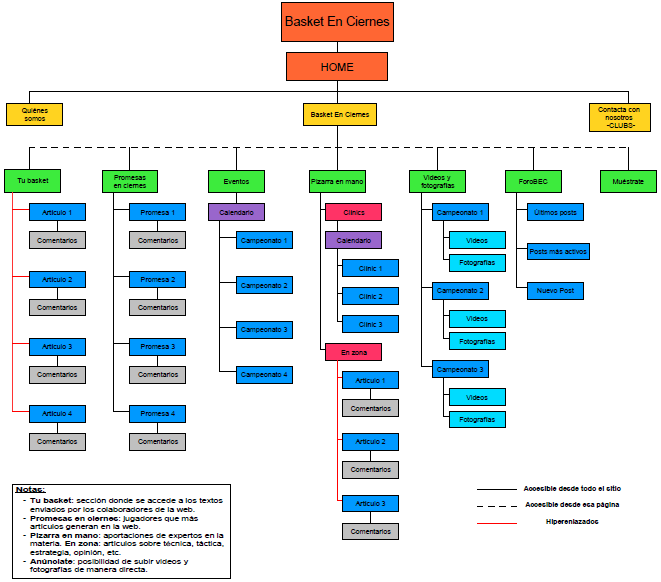 Basket En Ciernes
HOME
Quiénes
somos
Basket En Ciernes
Contacta con
nosotros
-CLUBS-
Tu basket
Promesas
en ciernes
Eventos
Pizarra en mano
Videos y
fotografías
ForoBEC
Muéstrate
Artículo 1
Comentarios
Artículo 2
Comentarios
Artículo 3
Comentarios
Artículo 4
Comentarios
Promesa 1
Comentarios
Promesa 2
Comentarios
Promesa 3
Comentarios
Promesa 4
Comentarios
Calendario
Campeonato 1
Campeonato 2
Campeonato 3
Campeonato 4
Clinics
Calendario
Clinic 1
Clinic 2
Clinic 3
En zona
Artículo 1
Comentarios
Artículo 2
Comentarios
Artículo 3
Comentarios
Campeonato 1
Videos
Fotografías
Campeonato 2
Videos
Fotografías
Campeonato 3
Videos
Fotografías
Últimos posts
Posts más activos
Nuevo Post
Notas:
- Tu basket: sección donde se accede a los textos
enviados por los colaboradores de la web.
- Promesas en ciernes: jugadores que más
artículos generan en la web.
- Pizarra en mano: aportaciones de expertos en la
materia. En zona: artículos sobre técnica, táctica,
estrategia, opinión, etc.
- Anúnciate: posibilidad de subir videos y
fotografías de manera directa.
Accesible desde todo el sitio
Accesible desde esa página
Hiperenlazados